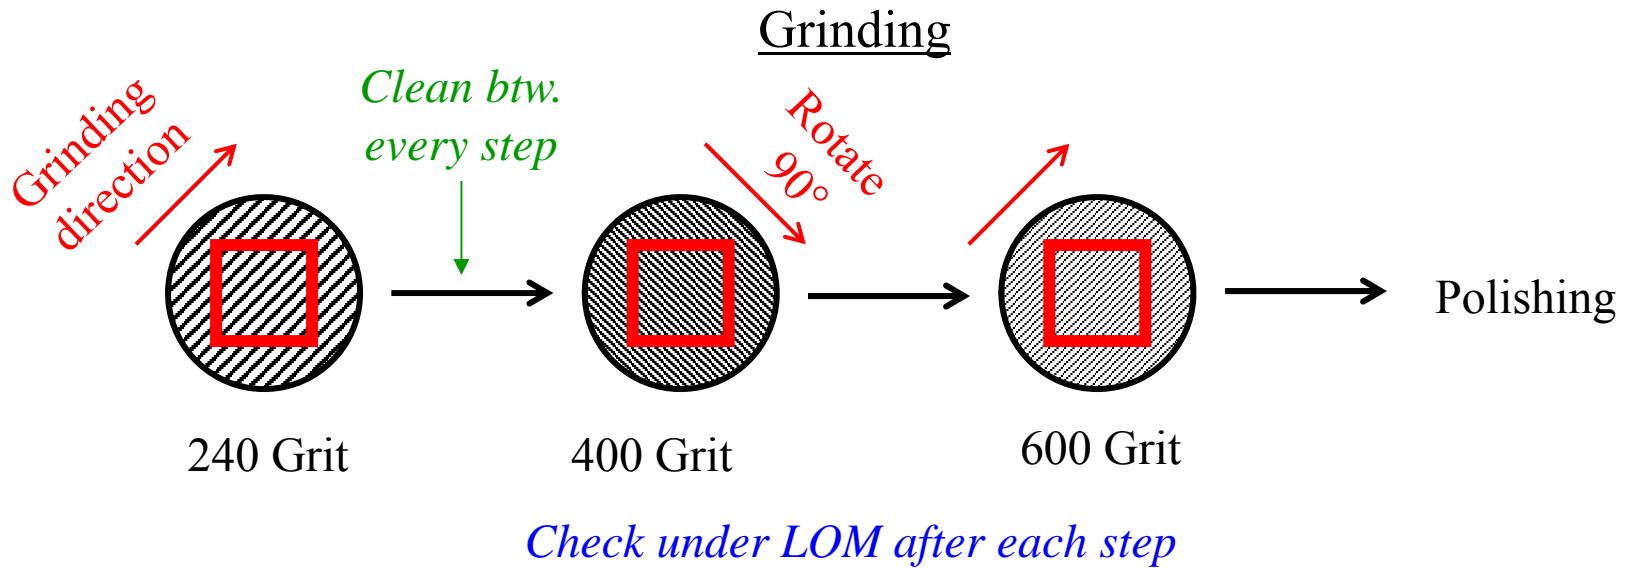 Grinding
Grinding
direction
Clean btw.
every step
Rotate
90°
240 Grit
400 Grit
600 Grit
Polishing
Check under LOM after each step